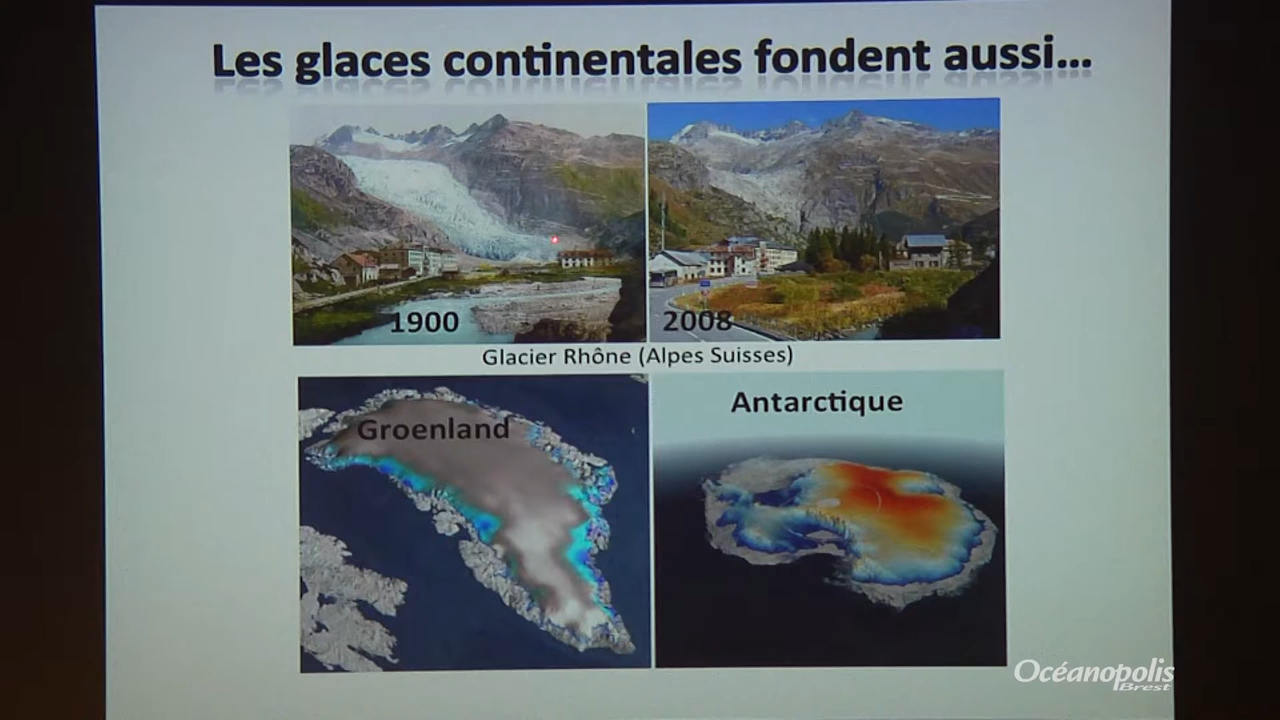 Les glaces continentales fondent aussi...
1900
2008
Glacier Rhône (Alpes Suisses)
Groenland
Antarctique
Océanopolis
Brest